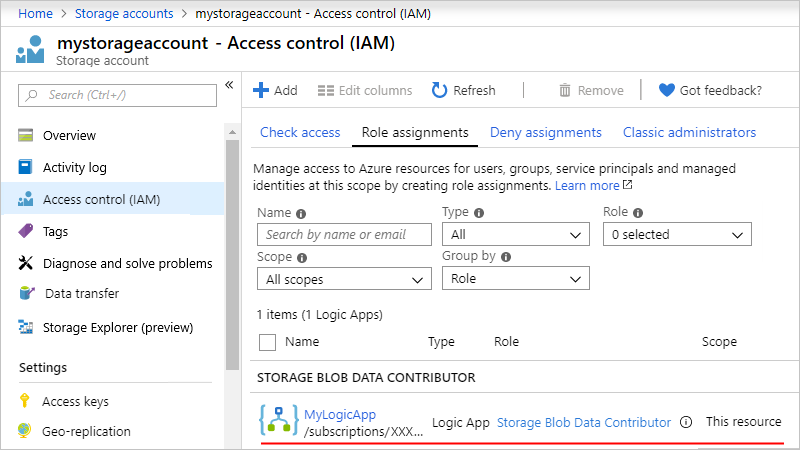 Home > Storage accounts > mystorageaccount - Access control (IAM)
mystorageaccount - Access control (IAM)
Storage account
Search (Ctrl+/)
«
Overview
Activity log
Access control (IAM)
Tags
Diagnose and solve problems
Data transfer
Storage Explorer (preview)
Settings
Access keys
Geo-replication
Add
Edit columns
Refresh
Remove
Got feedback?
Check access
Role assignments
Deny assignments
Classic administrators
Manage access to Azure resources for users, groups, service principals and managed
identities at this scope by creating role assignments. Learn more
Name
Type
Role
Search by name or email
All
0 selected
Scope
Group by
All scopes
Role
1 items (1 Logic Apps)
Name Type Role Scope
STORAGE BLOB DATA CONTRIBUTOR
MyLogicApp
/subscriptions/XXX...
Logic App
Storage Blob Data Contributor
This resource